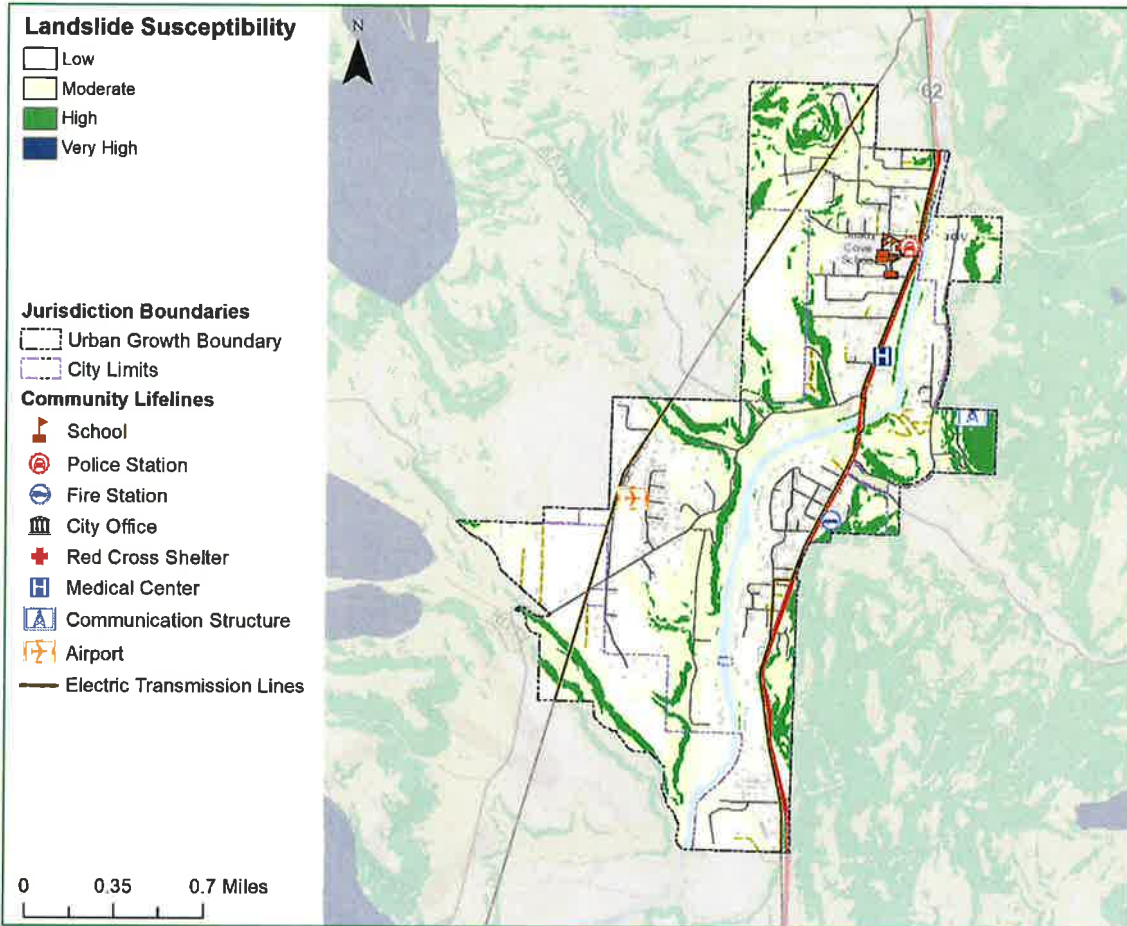 Landslide Susceptibility
Low
Moderate
High
Very High
Jurisdiction Boundaries
Urban Growth Boundary
City Limits
Community Lifelines
School
Police Station
Fire Station
City Office
Red Cross Shelter
Medical Center
Communication Structure
Airport
Electric Transmission Lines
0 0.35 0.7 Miles
N
62
Cove
H
H